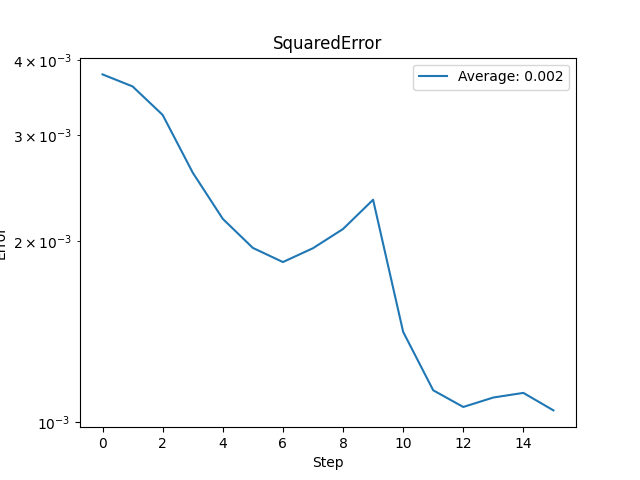 SquaredError
Average: 0.002
4 × 10⁻³
3 × 10⁻³
2 × 10⁻³
10⁻³
Error
0 2 4 6 8 10 12 14
Step